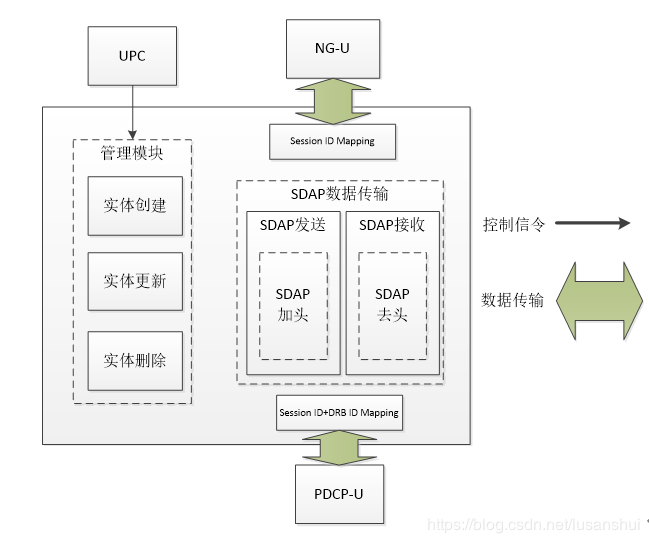 UPC
NG-U
Session ID Mapping
管理模块
实体创建
实体更新
实体删除
SDAP数据传输
SDAP发送
SDAP接收
SDAP
加头
SDAP
去头
控制信令
数据传输
Session ID+DRB ID Mapping
PDCP-U
https://blog.csdn.net/lusanshui